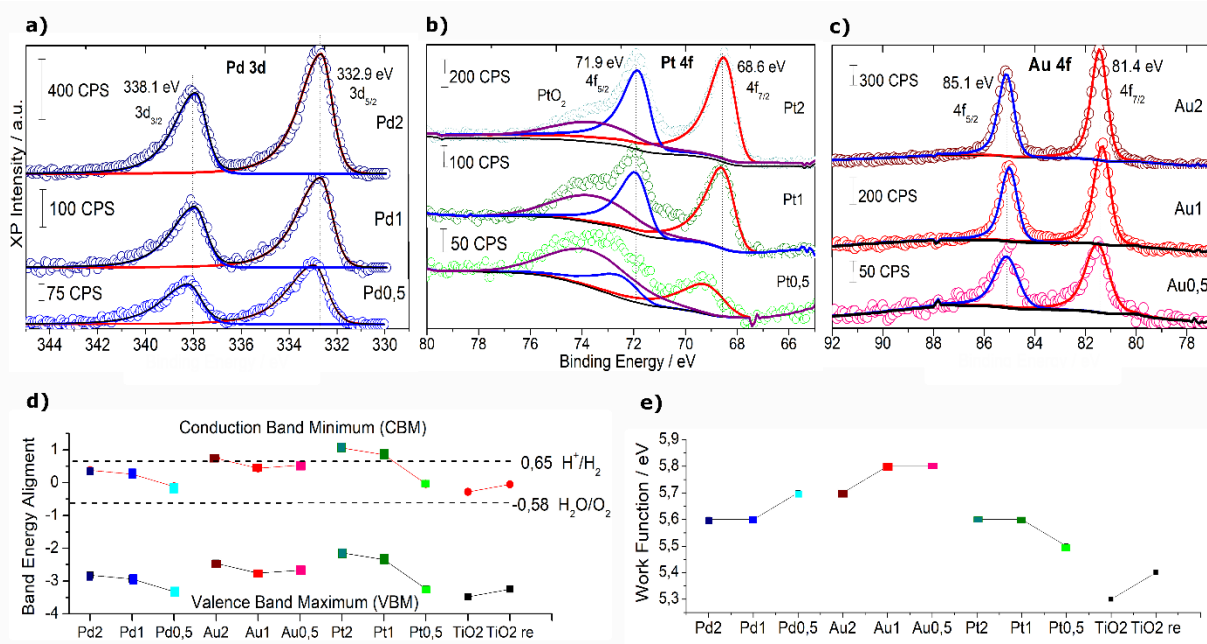 a)
b)
c)
XP Intensity / a.u.
Pd 3d
400 CPS
338.1 eV
3d3/2
332.9 eV
3d5/2
Pd2
100 CPS
Pd1
75 CPS
Pd0,5
344 342 340 338 336 334 332 330
Pt 4f
200 CPS
PtO2
71.9 eV
4f5/2
68.6 eV
4f7/2
Pt2
100 CPS
Pt1
50 CPS
Pt0,5
80 78 76 74 72 70 68 66 65
Binding Energy / eV
Au 4f
300 CPS
85.1 eV
4f5/2
81.4 eV
4f7/2
Au2
200 CPS
Au1
50 CPS
Au0,5
92 90 88 86 84 82 80 78
d)
Band Energy Aligment
Conduction Band Minimum (CBM)
0,65 H+/H2
-0,58 H2O/O2
Valence Band Maximum (VBM)
1
0
-1
-2
-3
-4
Pd2 Pd1 Pd0,5 Au2 Au1 Au0,5 Pt2 Pt1 Pt0,5 TiO2 TiO2 re
e)
Work Function / eV
5,9
5,8
5,7
5,6
5,5
5,4
5,3
Pd2 Pd1 Pd0,5 Au2 Au1 Au0,5 Pt2 Pt1 Pt0,5 TiO2 TiO2 re